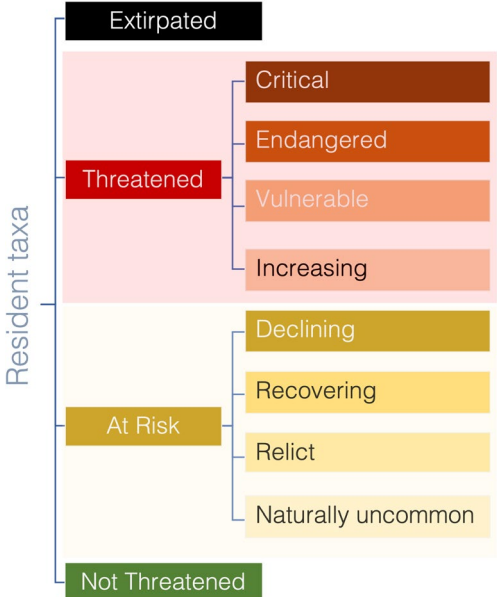 Resident taxa
Extirpated
Threatened
Critical
Endangered
Vulnerable
Increasing
At Risk
Declining
Recovering
Relict
Naturally uncommon
Not Threatened